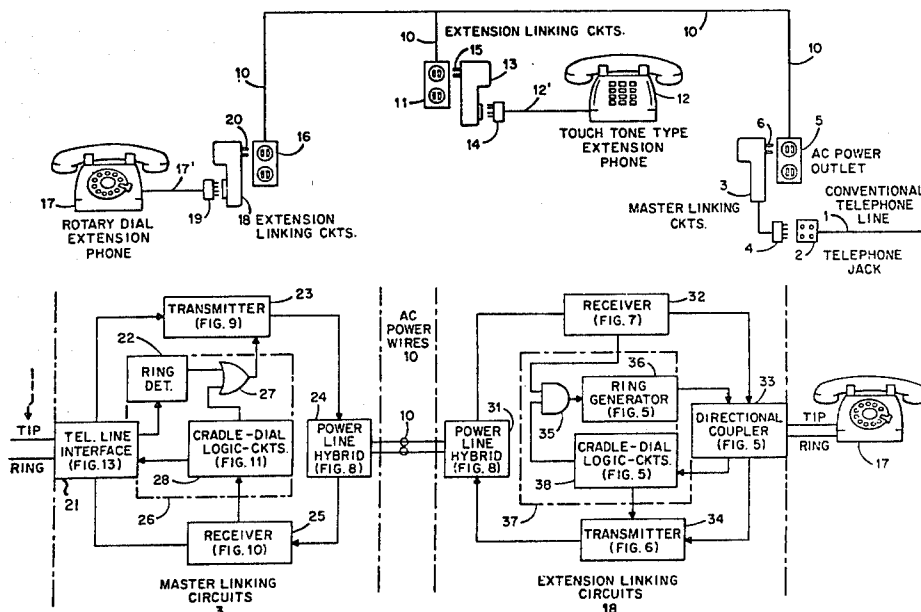 10
10
10
EXTENSION LINKING CKTS.
10
15
13
11
12'
14
12
TOUCH TONE TYPE
EXTENSION
PHONE
6
5
AC POWER
OUTLET
3
MASTER LINKING
CKTS.
CONVENTIONAL
TELEPHONE
LINE
1
4
2
TELEPHONE
JACK
20
16
17'
17
19
18
EXTENSION
LINKING CKTS.
ROTARY DIAL
EXTENSION
PHONE
TRANSMITTER
(FIG. 9)
23
22
RING
DET.
27
TIP
RING
TEL. LINE
INTERFACE
(FIG. 13)
21
CRADLE-DIAL
LOGIC-CKTS.
(FIG. 11)
28
26
RECEIVER
(FIG. 10)
25
24
POWER
LINE
HYBRID
(FIG. 8)
MASTER LINKING
CIRCUITS
3
AC
POWER
WIRES
10
10
31
POWER
LINE
HYBRID
(FIG. 8)
RECEIVER
(FIG. 7)
32
35
36
RING
GENERATOR
(FIG. 5)
CRADLE-DIAL
LOGIC-CKTS.
(FIG. 5)
38
37
33
DIRECTIONAL
COUPLER
(FIG. 5)
TRANSMITTER
(FIG. 6)
34
TIP
RING
17
EXTENSION LINKING
CIRCUITS
18